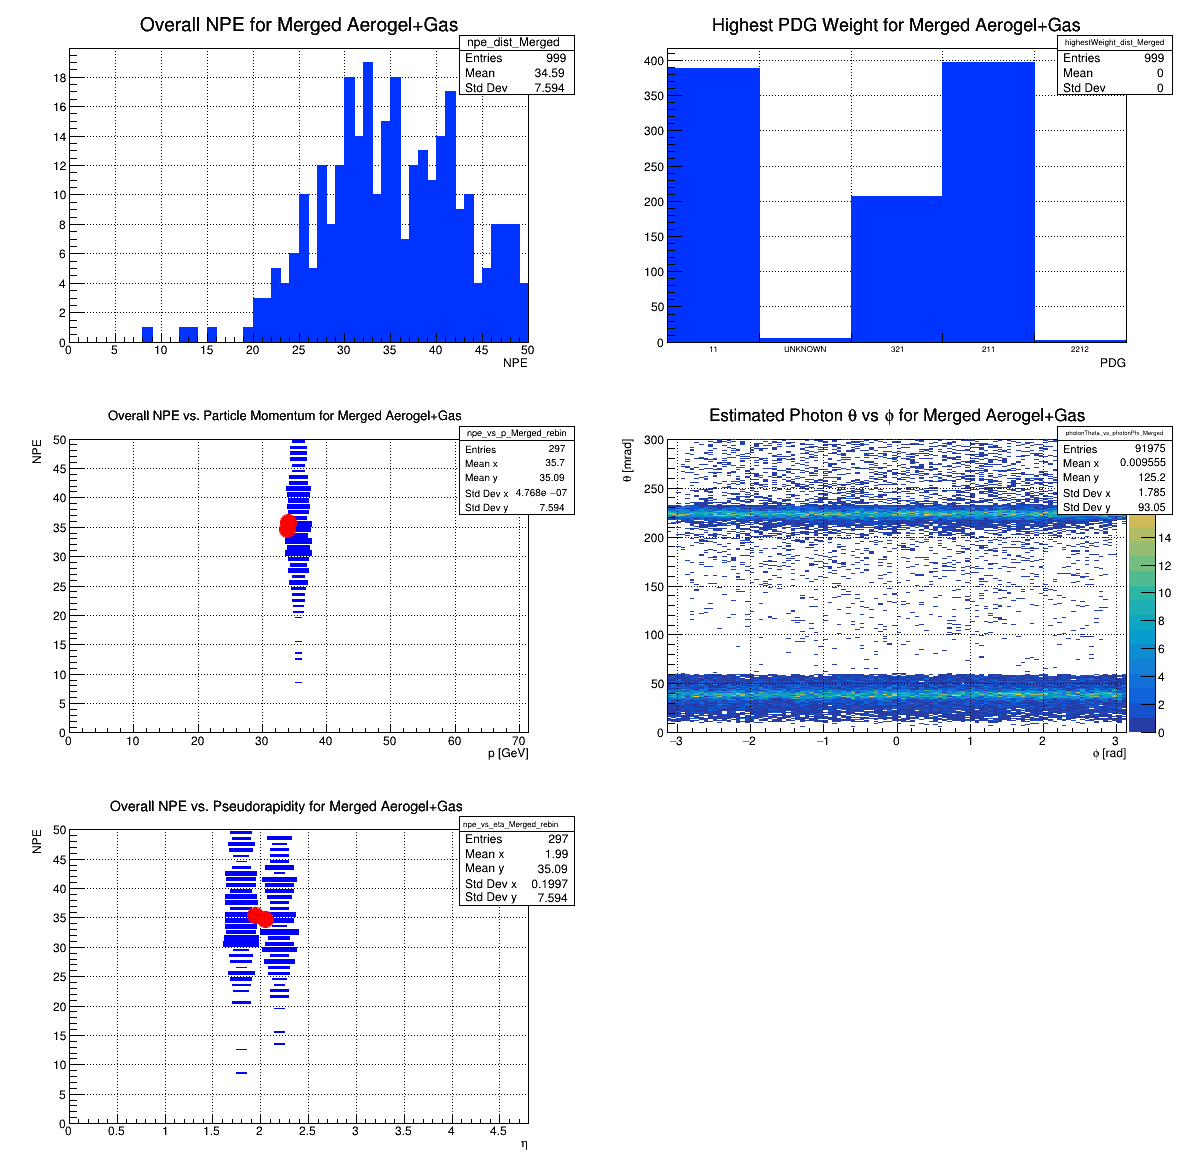 Overall NPE for Merged Aerogel+Gas
npe_dist_Merged
Entries 999
Mean 34.59
Std Dev 7.594
18
16
14
12
10
8
6
4
2
0
0 5 10 15 20 25 30 35 40 45 50
NPE
Highest PDG Weight for Merged Aerogel+Gas
highestWeight_dist_Merged
Entries 999
Mean 0
Std Dev 0
400
350
300
250
200
150
100
50
0
11 UNKNOWN 321 211 2212
PDG
Overall NPE vs. Particle Momentum for Merged Aerogel+Gas
npe_vs_p_Merged_rebin
Entries 297
Mean x 35.7
Mean y 35.09
Std Dev x 4.768e −07
Std Dev y 7.594
NPE
50
45
40
35
30
25
20
15
10
5
0
0 10 20 30 40 50 60 70
p [GeV]
Estimated Photon θ vs ϕ for Merged Aerogel+Gas
photonTheta_vs_photonPhi_Merged
Entries 91975
Mean x 0.009555
Mean y 125.2
Std Dev x 1.785
Std Dev y 93.05
θ [mrad]
300
250
200
150
100
50
0
−3 −2 −1 0 1 2 3
ϕ [rad]
14
12
10
8
6
4
2
0
Overall NPE vs. Pseudorapidity for Merged Aerogel+Gas
npe_vs_eta_Merged_rebin
Entries 297
Mean x 1.99
Mean y 35.09
Std Dev x 0.1997
Std Dev y 7.594
NPE
50
45
40
35
30
25
20
15
10
5
0
0 0.5 1 1.5 2 2.5 3 3.5 4 4.5
η